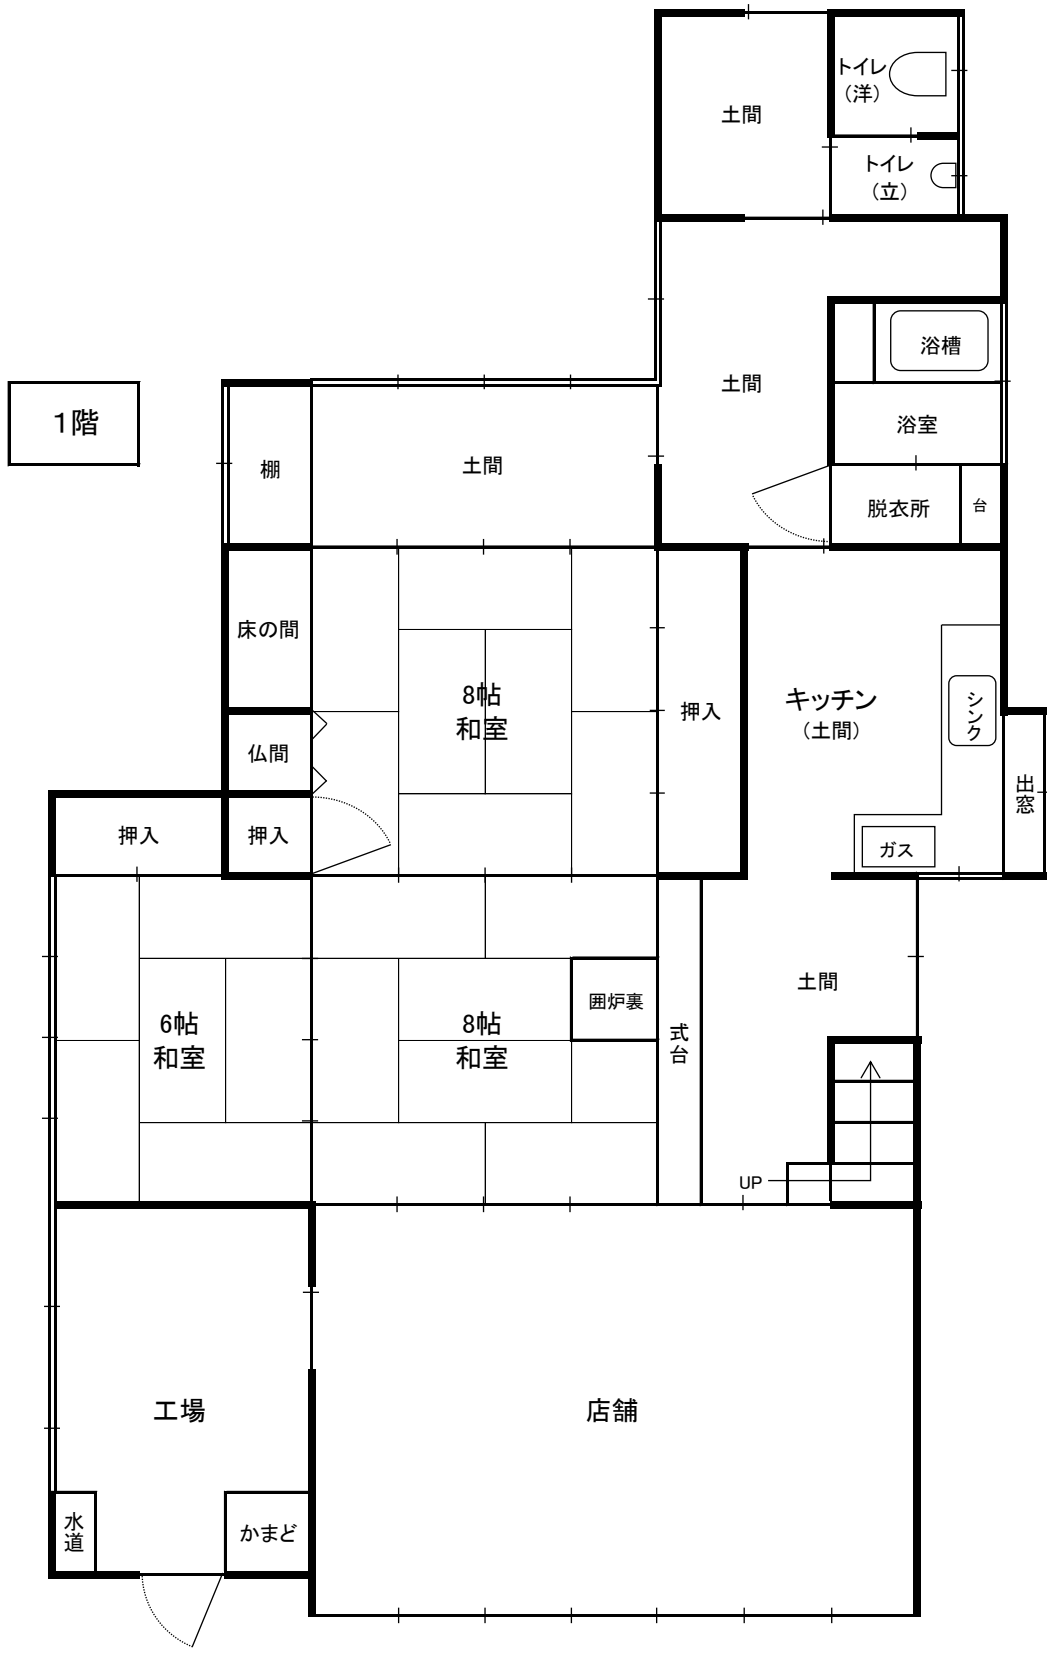 トイレ
（洋）
土間
トイレ
（立）
浴槽
土間
1階
浴室
棚
土間
脱衣所
台
床の間
8帖
和室
押入
キッチン
（土間）
シンク
仏間
出窓
押入
押入
ガス
土間
囲炉裏
6帖
和室
8帖
和室
式台
UP
工場
店舗
水道
かまど